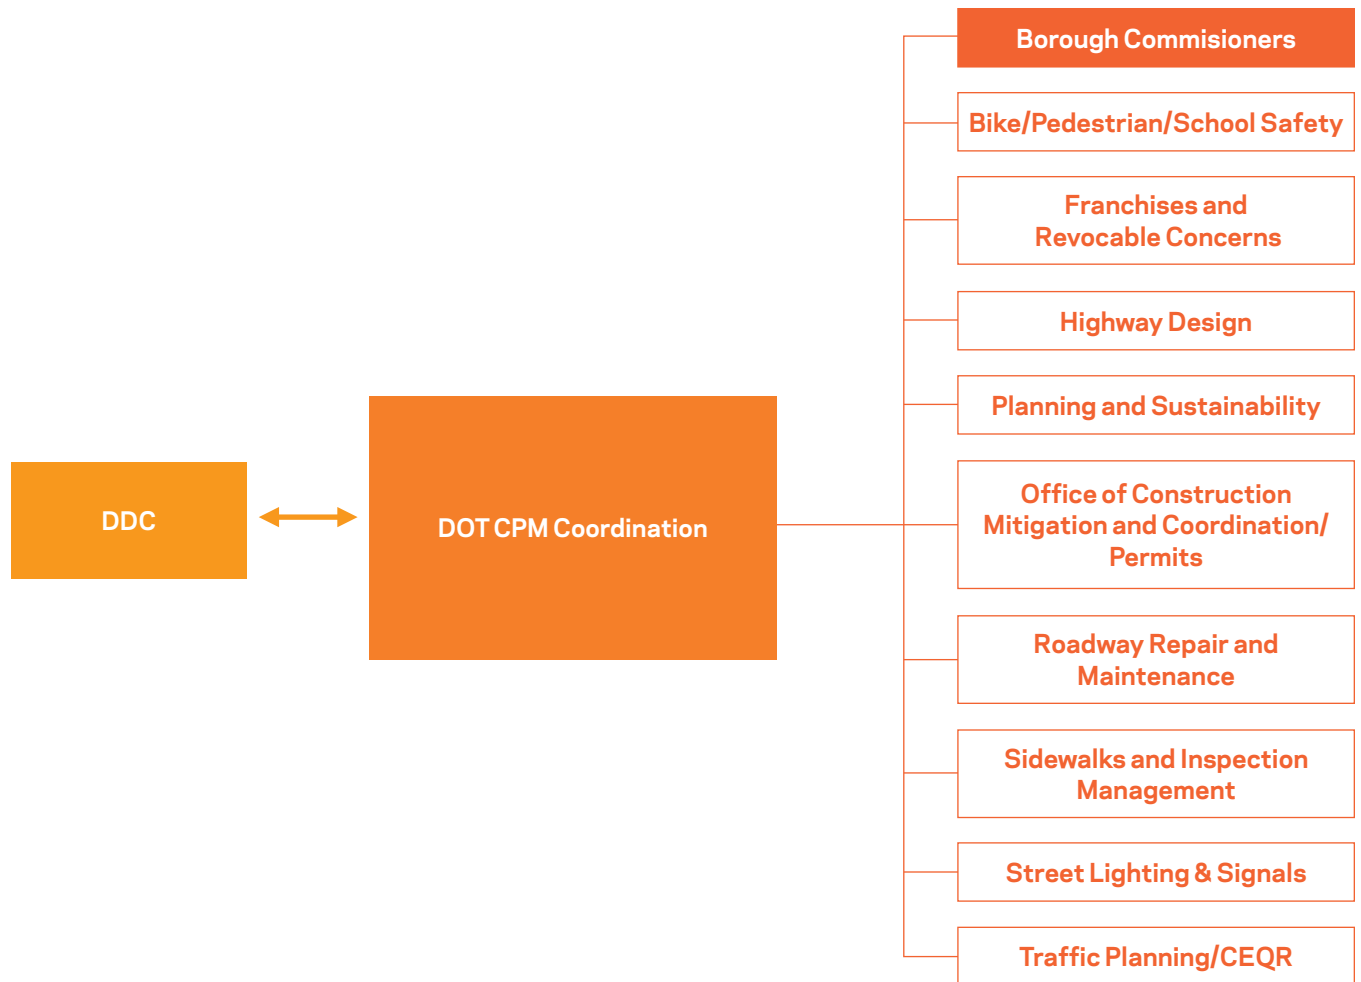 DDC
DOT CPM Coordination
Borough Commisioners
Bike/Pedestrian/School Safety
Franchises and
Revocable Concerns
Highway Design
Planning and Sustainability
Office of Construction
Mitigation and Coordination/
Permits
Roadway Repair and
Maintenance
Sidewalks and Inspection
Management
Street Lighting & Signals
Traffic Planning/CEQR